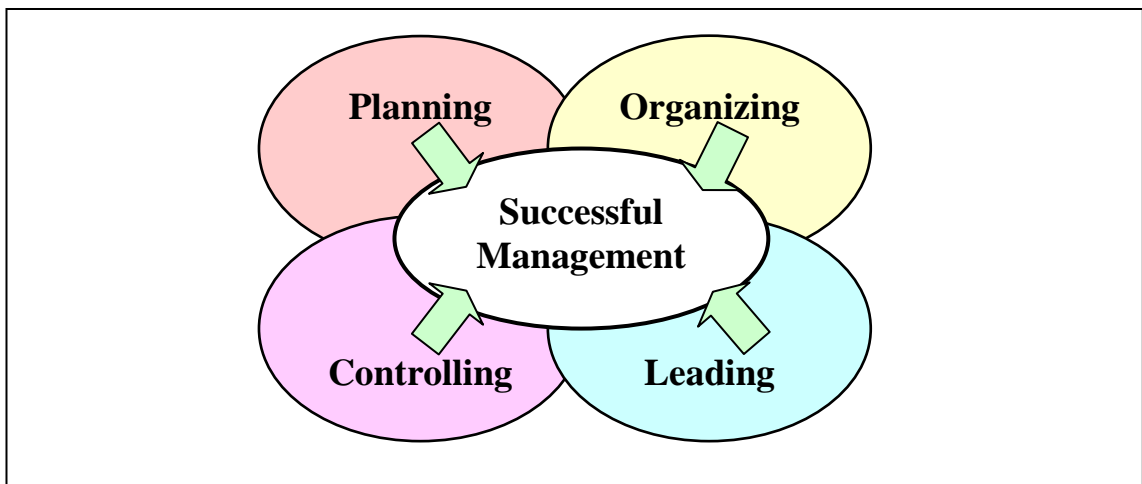 Planning
Organizing
Successful
Management
Controlling
Leading